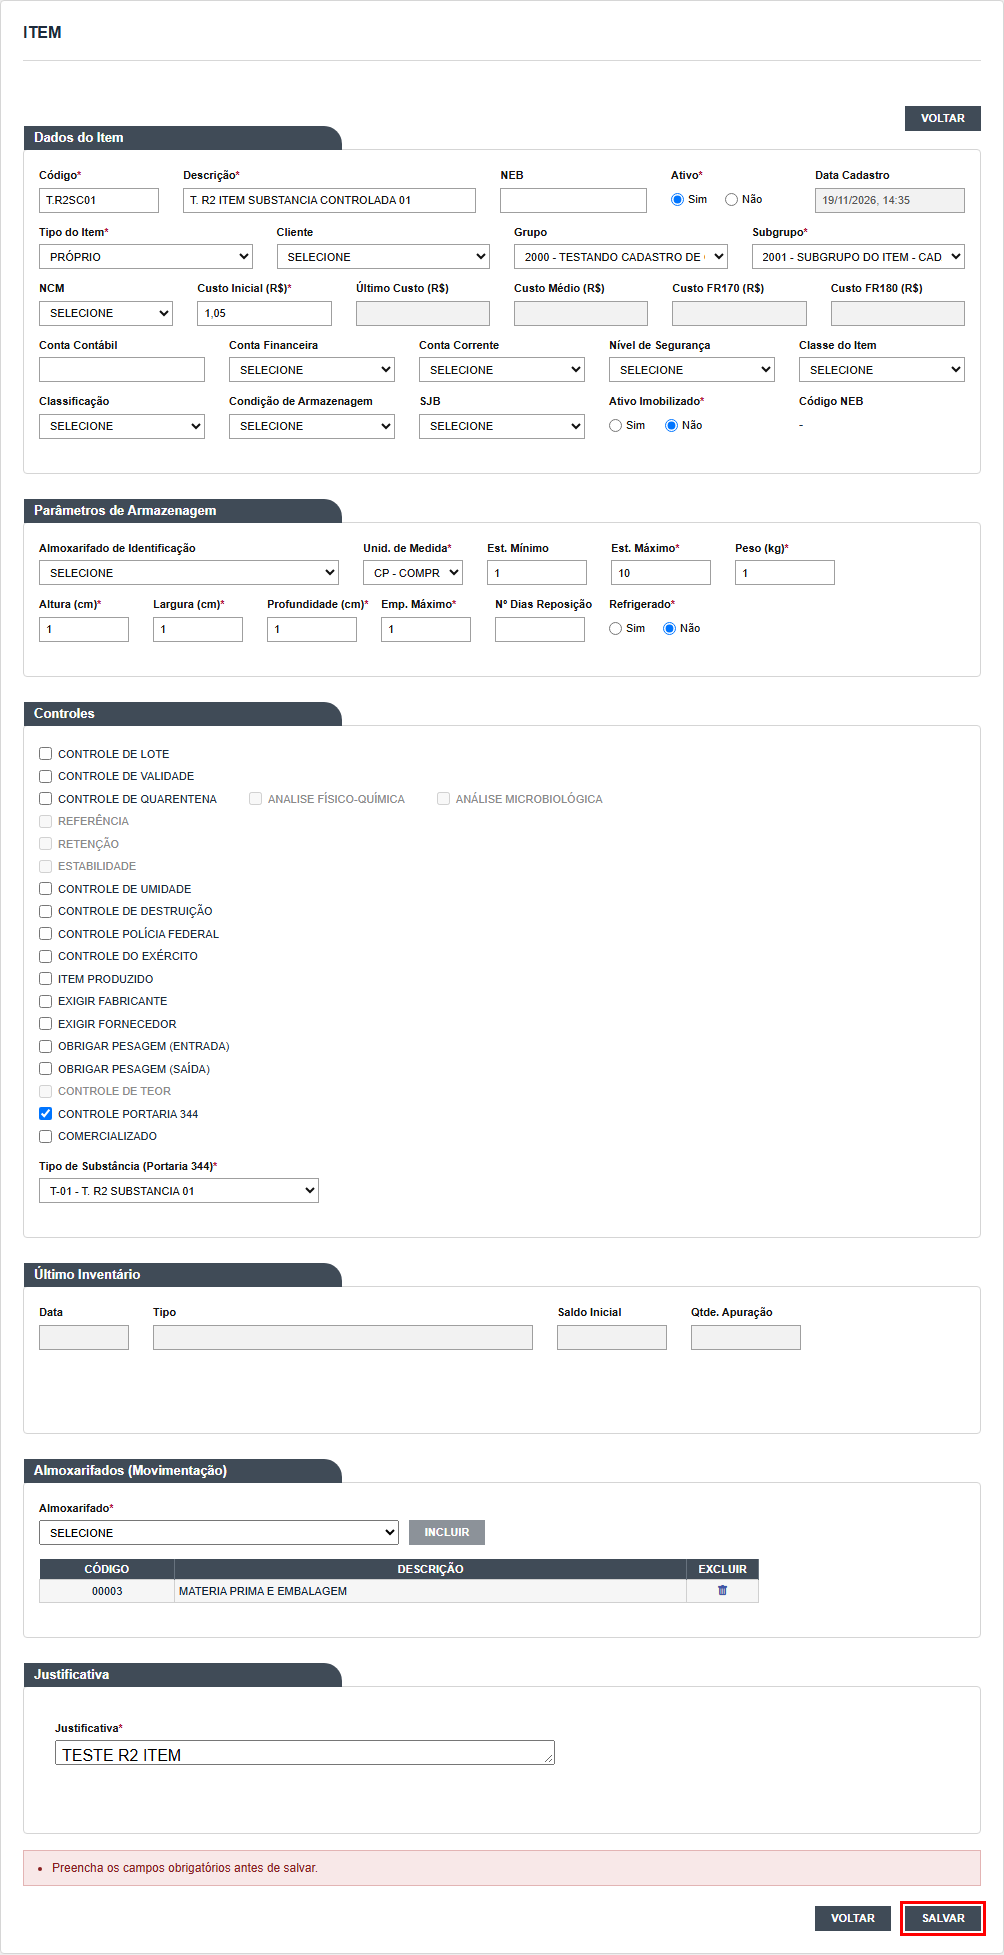 ITEM
VOLTAR
Dados do Item
Código* Descrição* NEB Ativo* Data Cadastro
T.R2SC01 T. R2 ITEM SUBSTANCIA CONTROLADA 01 Sim Não 19/11/2026, 14:35
Tipo do Item* Cliente Grupo Subgrupo*
PRÓPRIO SELECIONE 2000 - TESTANDO CADASTRO DE 2001 - SUBGRUPO DO ITEM - CAD
NCM Custo Inicial (R$)* Último Custo (R$) Custo Médio (R$) Custo FR170 (R$) Custo FR180 (R$)
SELECIONE 1,05
Conta Contábil Conta Financeira Conta Corrente Nível de Segurança Classe do Item
SELECIONE SELECIONE SELECIONE SELECIONE
Classificação Condição de Armazenagem SJB Ativo Imobilizado* Código NEB
SELECIONE SELECIONE SELECIONE Sim Não -
Parâmetros de Armazenagem
Almoxarifado de Identificação Unid. de Medida* Est. Mínimo Est. Máximo* Peso (kg)*
SELECIONE CP - COMPR 1 10 1
Altura (cm)* Largura (cm)* Profundidade (cm)* Emp. Máximo* Nº Dias Reposição Refrigerado*
1 1 1 1 Sim Não
Controles
CONTROLE DE LOTE
CONTROLE DE VALIDADE
CONTROLE DE QUARENTENA ANALISE FÍSICO-QUÍMICA ANÁLISE MICROBIOLÓGICA
REFERÊNCIA
RETENÇÃO
ESTABILIDADE
CONTROLE DE UMIDADE
CONTROLE DE DESTRUIÇÃO
CONTROLE POLÍCIA FEDERAL
CONTROLE DO EXÉRCITO
ITEM PRODUZIDO
EXIGIR FABRICANTE
EXIGIR FORNECEDOR
OBRIGAR PESAGEM (ENTRADA)
OBRIGAR PESAGEM (SAÍDA)
CONTROLE DE TEOR
CONTROLE PORTARIA 344
COMERCIALIZADO
Tipo de Substância (Portaria 344)*
T-01 - T. R2 SUBSTANCIA 01
Último Inventário
Data Tipo Saldo Inicial Qtde. Apuração
Almoxarifados (Movimentação)
Almoxarifado*
SELECIONE INCLUIR
CÓDIGO DESCRIÇÃO EXCLUIR
00003 MATERIA PRIMA E EMBALAGEM
Justificativa
Justificativa*
TESTE R2 ITEM
• Preencha os campos obrigatórios antes de salvar.
VOLTAR SALVAR